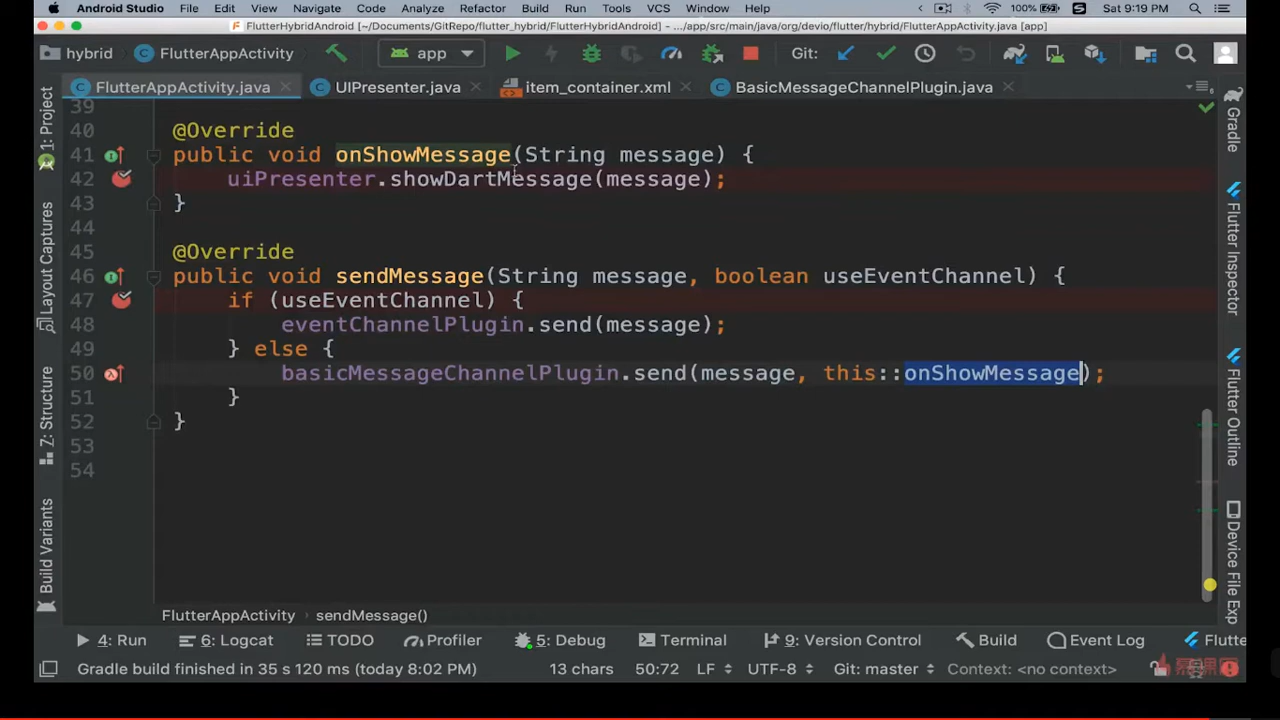 Android Studio File Edit View Navigate Code Analyze Refactor Build Run Tools VCS Window Help 100% Sat 9:19 PM
FlutterHybridAndroid [~/Documents/GitRepo/flutter_hybrid/FlutterHybridAndroid] - .../app/src/main/java/org/devio/flutter/hybrid/FlutterAppActivity.java [app]
hybrid FlutterAppActivity app Git:
FlutterAppActivity.java UIPresenter.java item_container.xml BasicMessageChannelPlugin.java
39
40 @Override
41 public void onShowMessage(String message) {
42 uiPresenter.showDartMessage(message);
43 }
44
45 @Override
46 public void sendMessage(String message, boolean useEventChannel) {
47 if (useEventChannel) {
48 eventChannelPlugin.send(message);
49 } else {
50 basicMessageChannelPlugin.send(message, this::onShowMessage);
51 }
52 }
53
54
1: Project
Layout Captures
Z: Structure
Build Variants
Gradle
Flutter Inspector
Flutter Outline
Device File Exp
FlutterAppActivity sendMessage()
4: Run 6: Logcat TODO Profiler 5: Debug Terminal 9: Version Control Build Event Log Flutte
Gradle build finished in 35 s 120 ms (today 8:02 PM) 13 chars 50:72 LF UTF-8 Git: master Context: <no context>